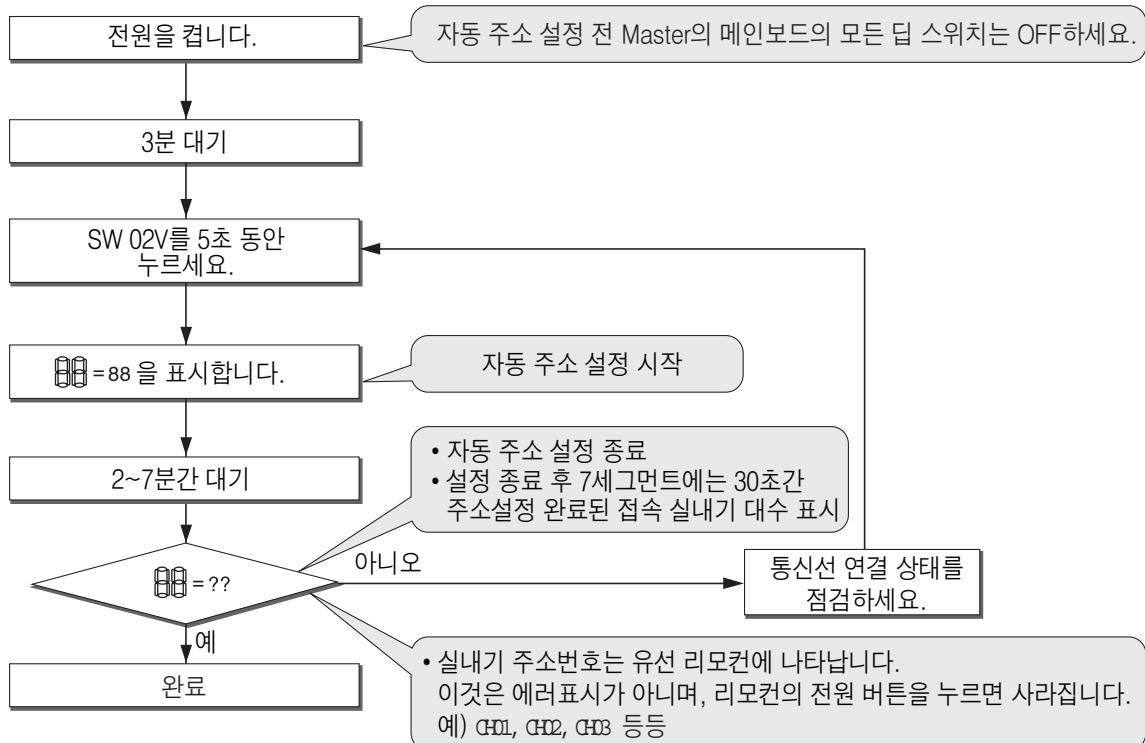 전원을 켭니다.
자동 주소 설정 전 Master의 메인보드의 모든 딥 스위치는 OFF하세요.
3분 대기
SW 02V를 5초 동안
누르세요.
88 = 88 을 표시합니다.
자동 주소 설정 시작
2~7분간 대기
• 자동 주소 설정 종료
• 설정 종료 후 7세그먼트에는 30초간
주소설정 완료된 접속 실내기 대수 표시
88 = ??
아니오
통신선 연결 상태를
점검하세요.
예
완료
• 실내기 주소번호는 유선 리모컨에 나타납니다.
이것은 에러표시가 아니며, 리모컨의 전원 버튼을 누르면 사라집니다.
예) CH01, CH02, CH03 등등